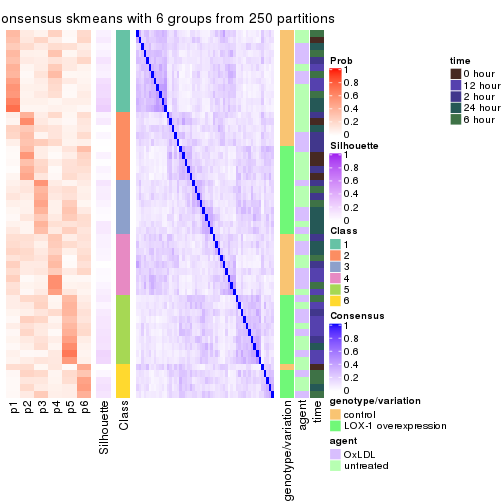 onsensus skmeans with 6 groups from 250 partitions
Prob
1
0.8
0.6
0.4
0.2
0
Silhouette
1
0.8
0.6
0.4
0.2
0
Class
1
2
3
4
5
6
Consensus
1
0.8
0.6
0.4
0.2
0
genotype/variation
control
LOX-1 overexpression
agent
OxLDL
untreated
time
0 hour
12 hour
2 hour
24 hour
6 hour
p1
p2
p3
p4
p5
p6
Silhouette
Class
genotype/variation
agent
time